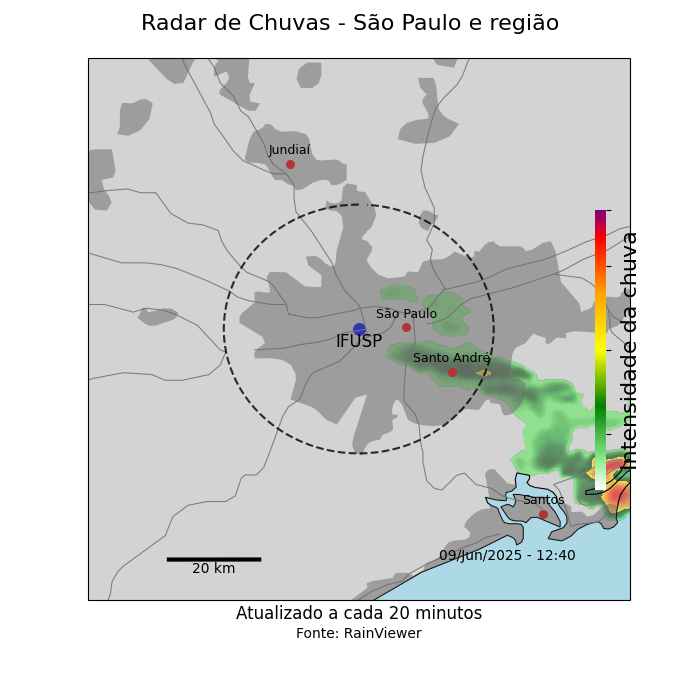 Radar de Chuvas - São Paulo e região
Jundiaí
São Paulo
IFUSP
Santo André
Intensidade da chuva
Santos
09/Jun/2025 - 12:40
20 km
Atualizado a cada 20 minutos
Fonte: RainViewer